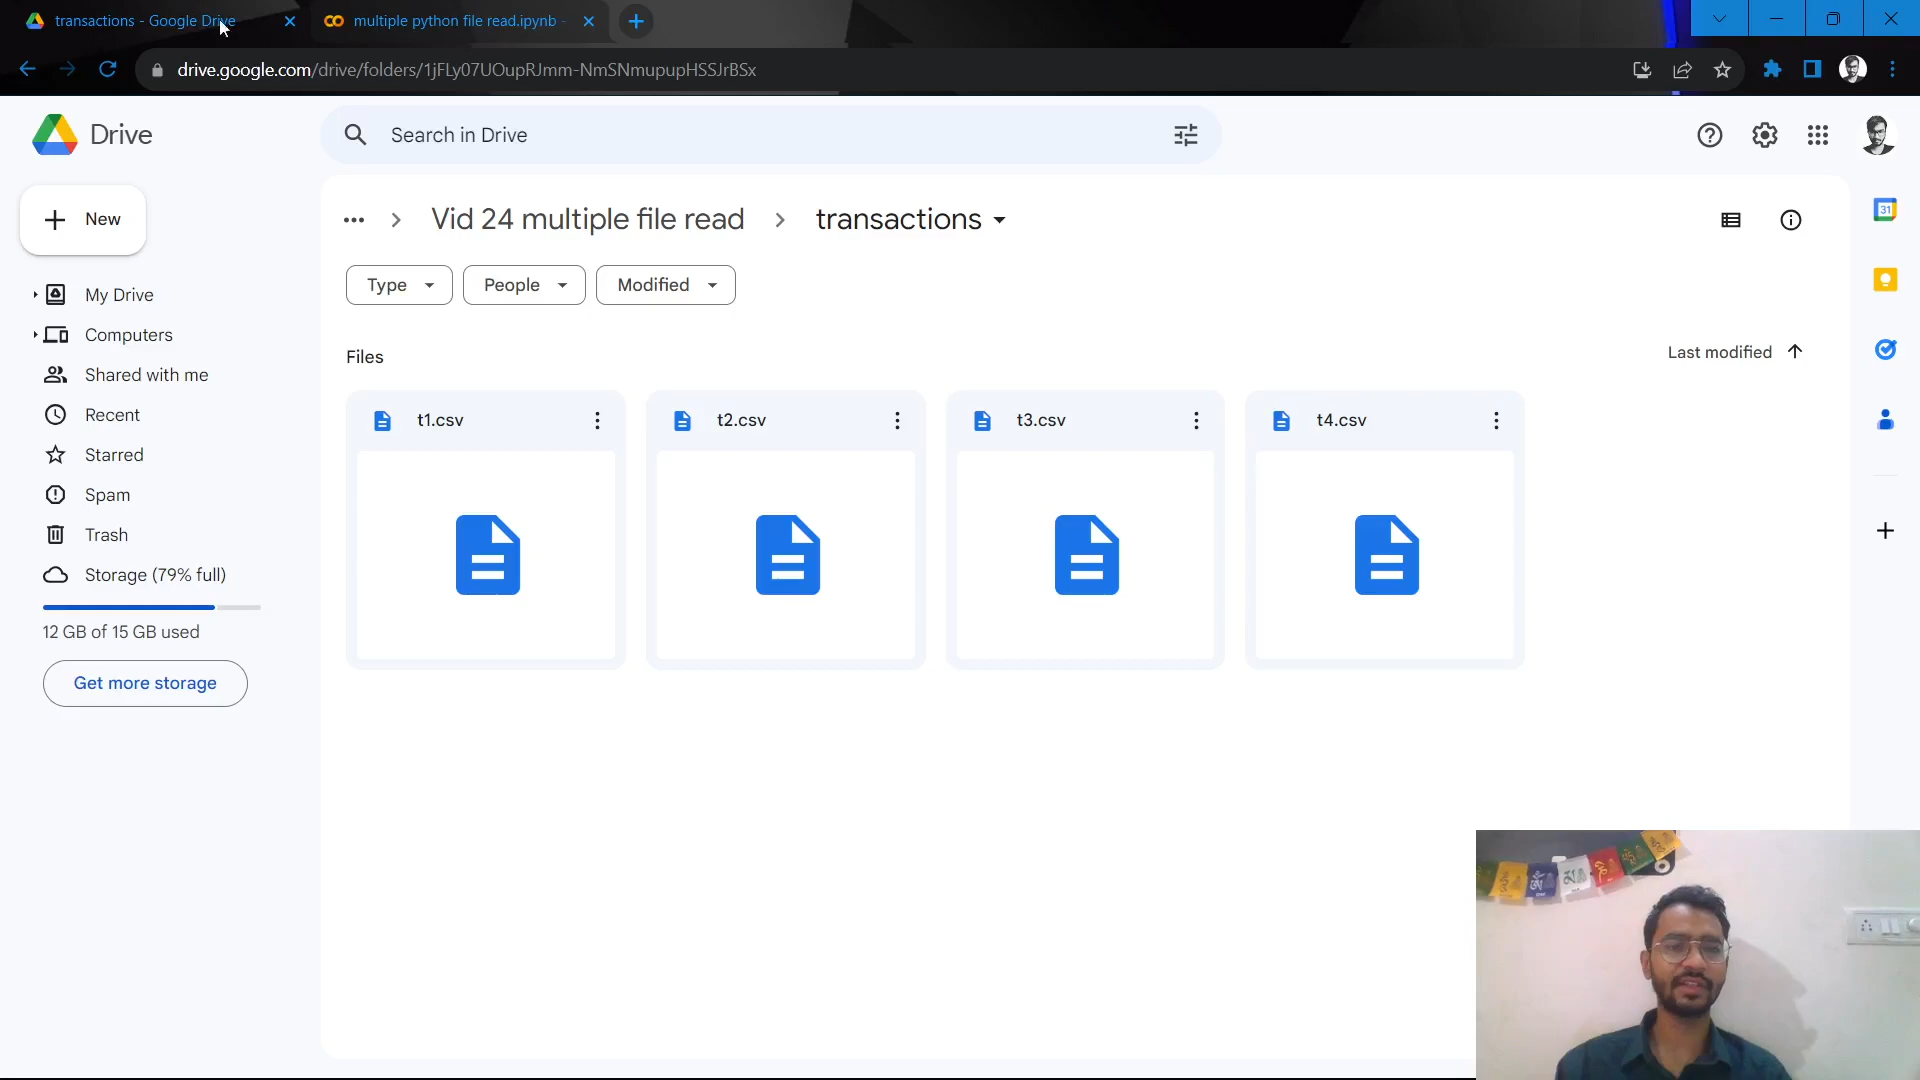 transactions - Google Drive
multiple python file read.ipynb -
drive.google.com/drive/folders/1jFLy07UOupRJmm-NmSNmupupHSSJrBSx
Drive
Search in Drive
New
Vid 24 multiple file read
transactions
31
Type
People
Modified
My Drive
Computers
Shared with me
Recent
Starred
Spam
Trash
Storage (79% full)
12 GB of 15 GB used
Get more storage
Files
Last modified
t1.csv
t2.csv
t3.csv
t4.csv